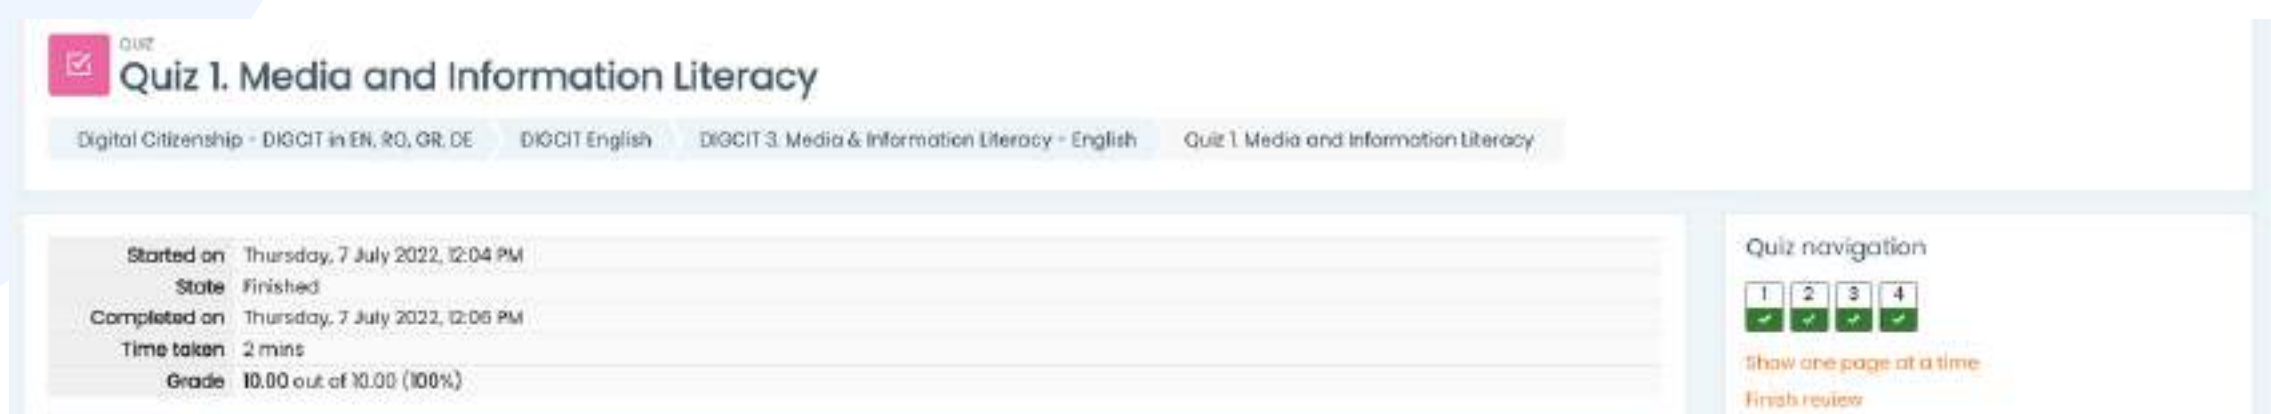 QUIZ
Quiz 1. Media and Information Literacy
Digital Citizenship - DIGCIT in EN, RO, GR, DE
DIGCIT English
DIGCIT 3. Media & Information Literacy - English
Quiz 1. Media and Information Literacy
Started on Thursday, 7 July 2022, 12:04 PM
State Finished
Completed on Thursday, 7 July 2022, 12:06 PM
Time taken 2 mins
Grade 10.00 out of 10.00 (100%)
Quiz navigation
1 2 3 4
Show one page at a time
Finish review